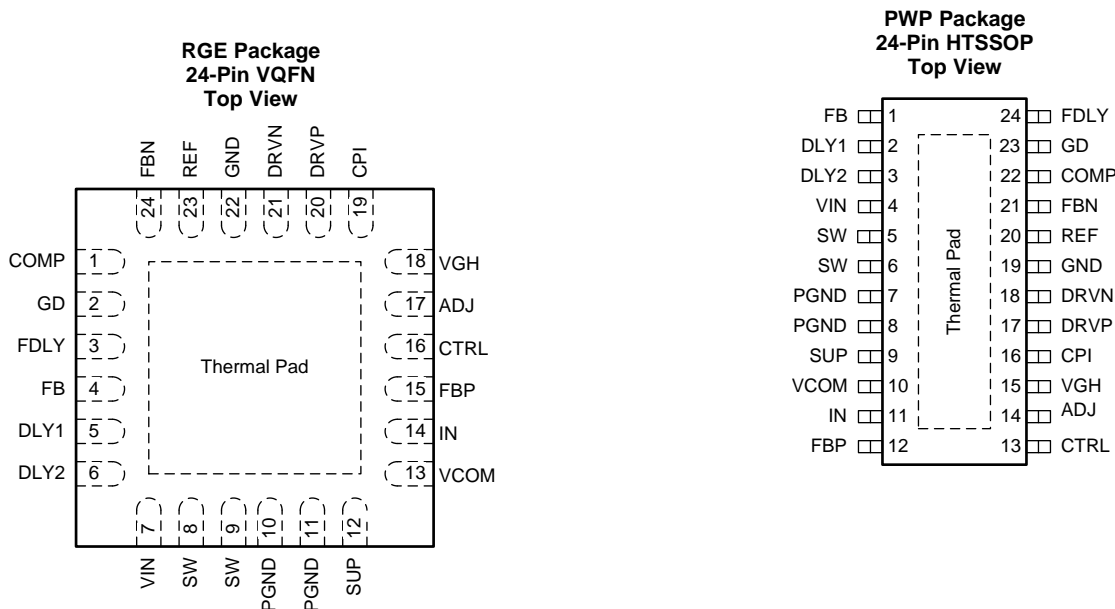 RGE Package
24-Pin VQFN
Top View
FBN
REF
GND
DRVN
DRVP
CPI
24
23
22
21
20
19
COMP 1
GD 2
FDLY 3
FB 4
DLY1 5
DLY2 6
Thermal Pad
18 VGH
17 ADJ
16 CTRL
15 FBP
14 IN
13 VCOM
7
8
9
10
11
12
VIN
SW
SW
PGND
PGND
SUP
PWP Package
24-Pin HTSSOP
Top View
FB 1
DLY1 2
DLY2 3
VIN 4
SW 5
SW 6
PGND 7
PGND 8
SUP 9
VCOM 10
IN 11
FBP 12
Thermal Pad
24 FDLY
23 GD
22 COMP
21 FBN
20 REF
19 GND
18 DRVN
17 DRVP
16 CPI
15 VGH
14 ADJ
13 CTRL